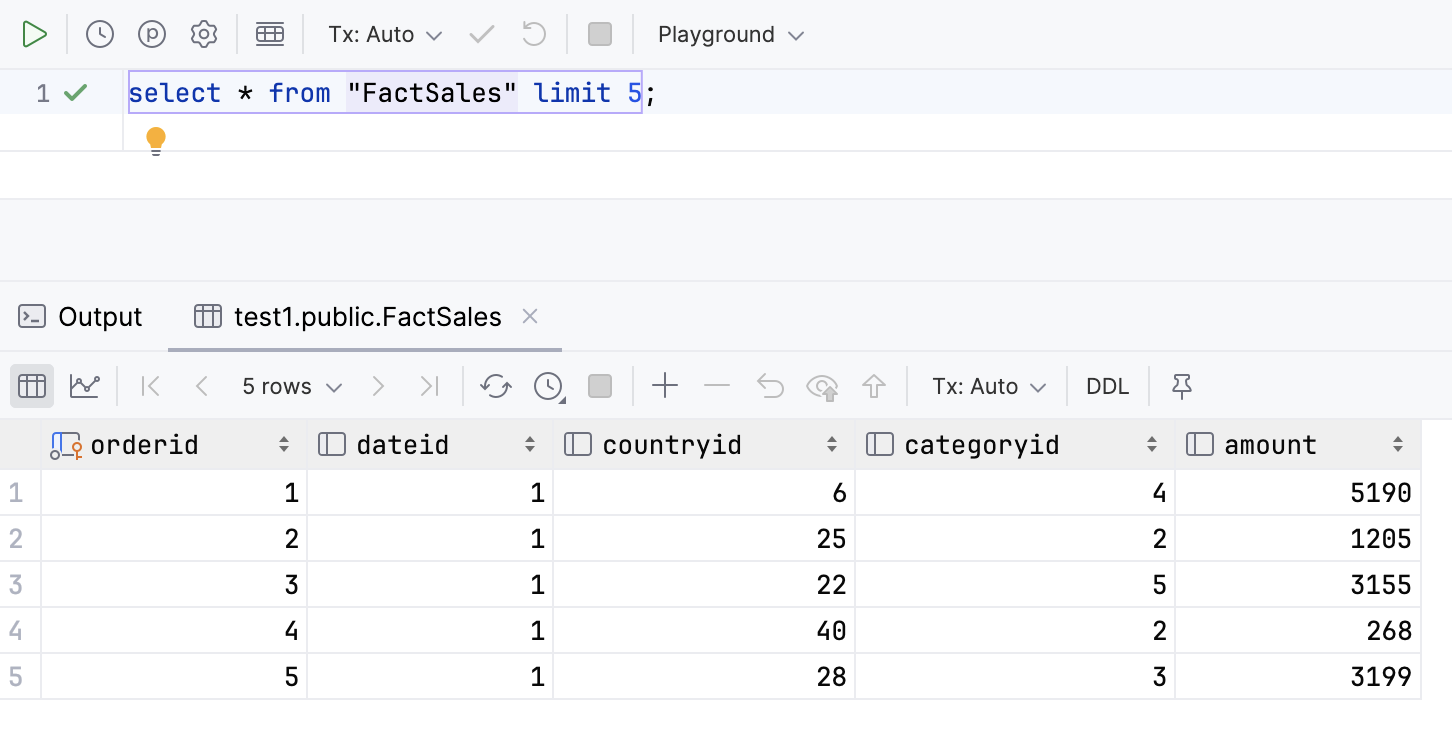 Tx: Auto Playground
1 select * from "FactSales" limit 5;
Output test1.public.FactSales
5 rows Tx: Auto DDL
orderid dateid countryid categoryid amount
1 1 1 6 4 5190
2 2 1 25 2 1205
3 3 1 22 5 3155
4 4 1 40 2 268
5 5 1 28 3 3199